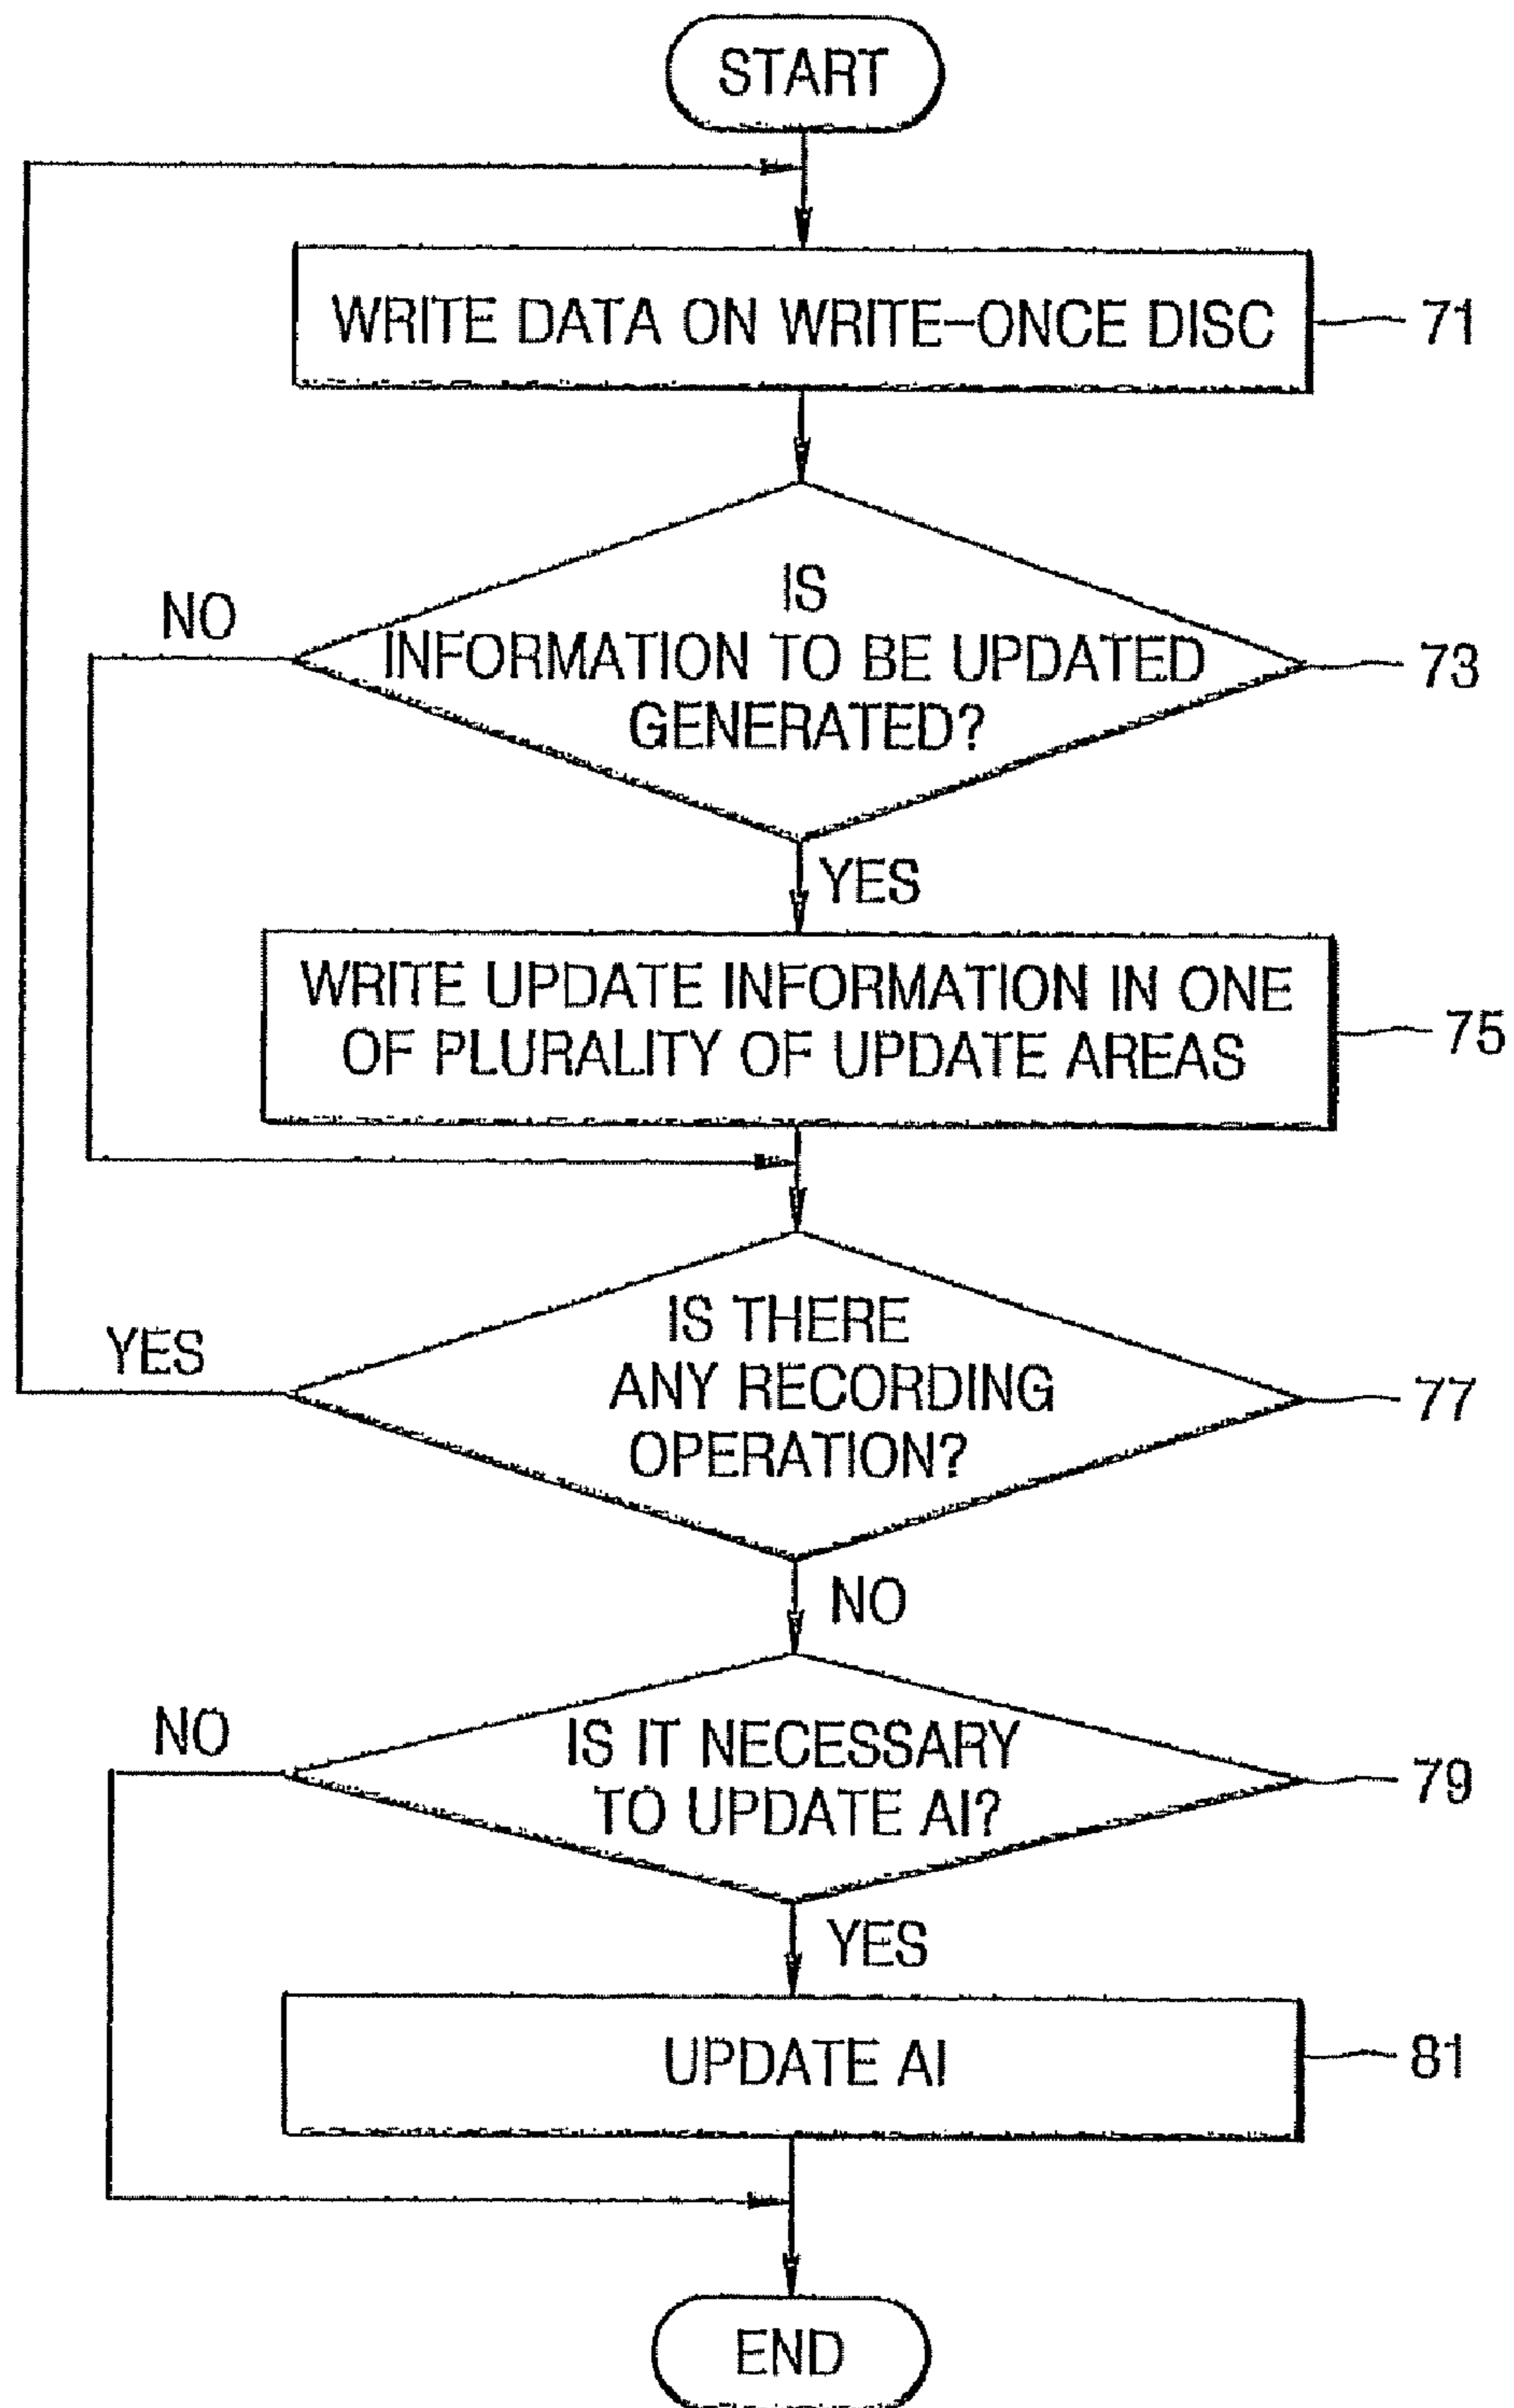 START
WRITE DATA ON WRITE-ONCE DISC
71
IS
INFORMATION TO BE UPDATED
GENERATED?
73
NO
YES
WRITE UPDATE INFORMATION IN ONE
OF PLURALITY OF UPDATE AREAS
75
IS THERE
ANY RECORDING
OPERATION?
77
YES
NO
IS IT NECESSARY
TO UPDATE AI?
79
NO
YES
UPDATE AI
81
END